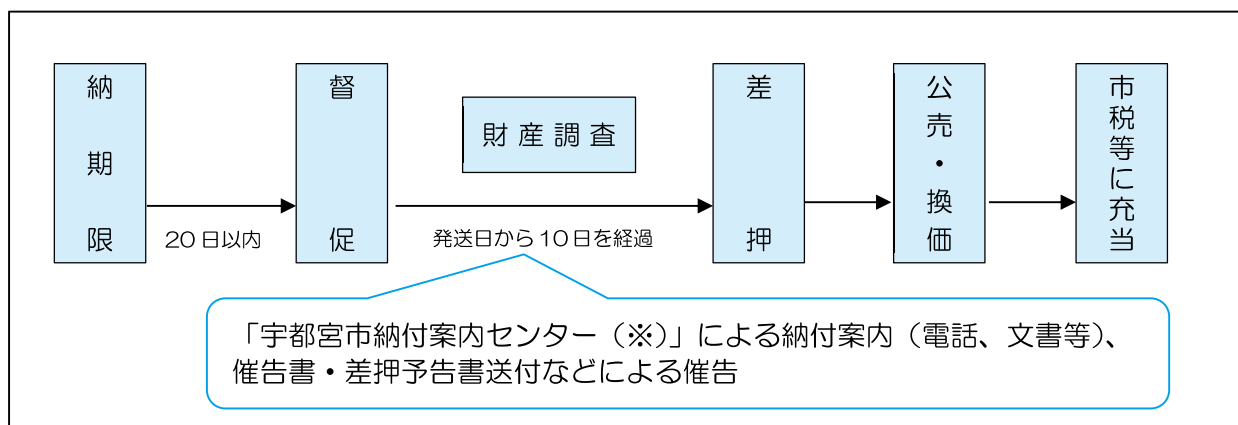 納期限
20日以内
督促
財産調査
発送日から10日を経過
差押
公売・換価
市税等に充当
「宇都宮市納付案内センター（※）」による納付案内（電話、文書等）、
催告書・差押予告書送付などによる催告